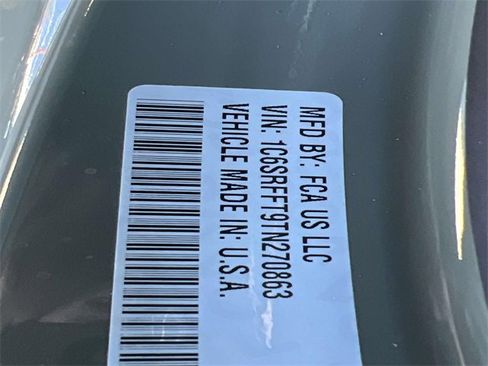 MFD BY: FCA US LLC
VIN: 1C6SRFFT9TN270863
VEHICLE MADE IN: U.S.A.